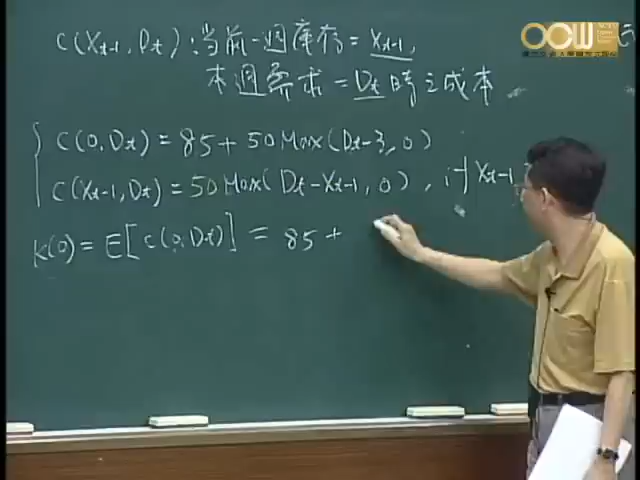 OCW
C(Xt-1, Dt) : 當前一週庫存 = Xt-1,
本週需求 = Dt 時之成本
C(0, Dt) = 85 + 50 Max(Dt-3, 0)
C(Xt-1, Dt) = 50 Max(Dt - Xt-1, 0), if Xt-1
K(0) = E[C(0, Dt)] = 85 +